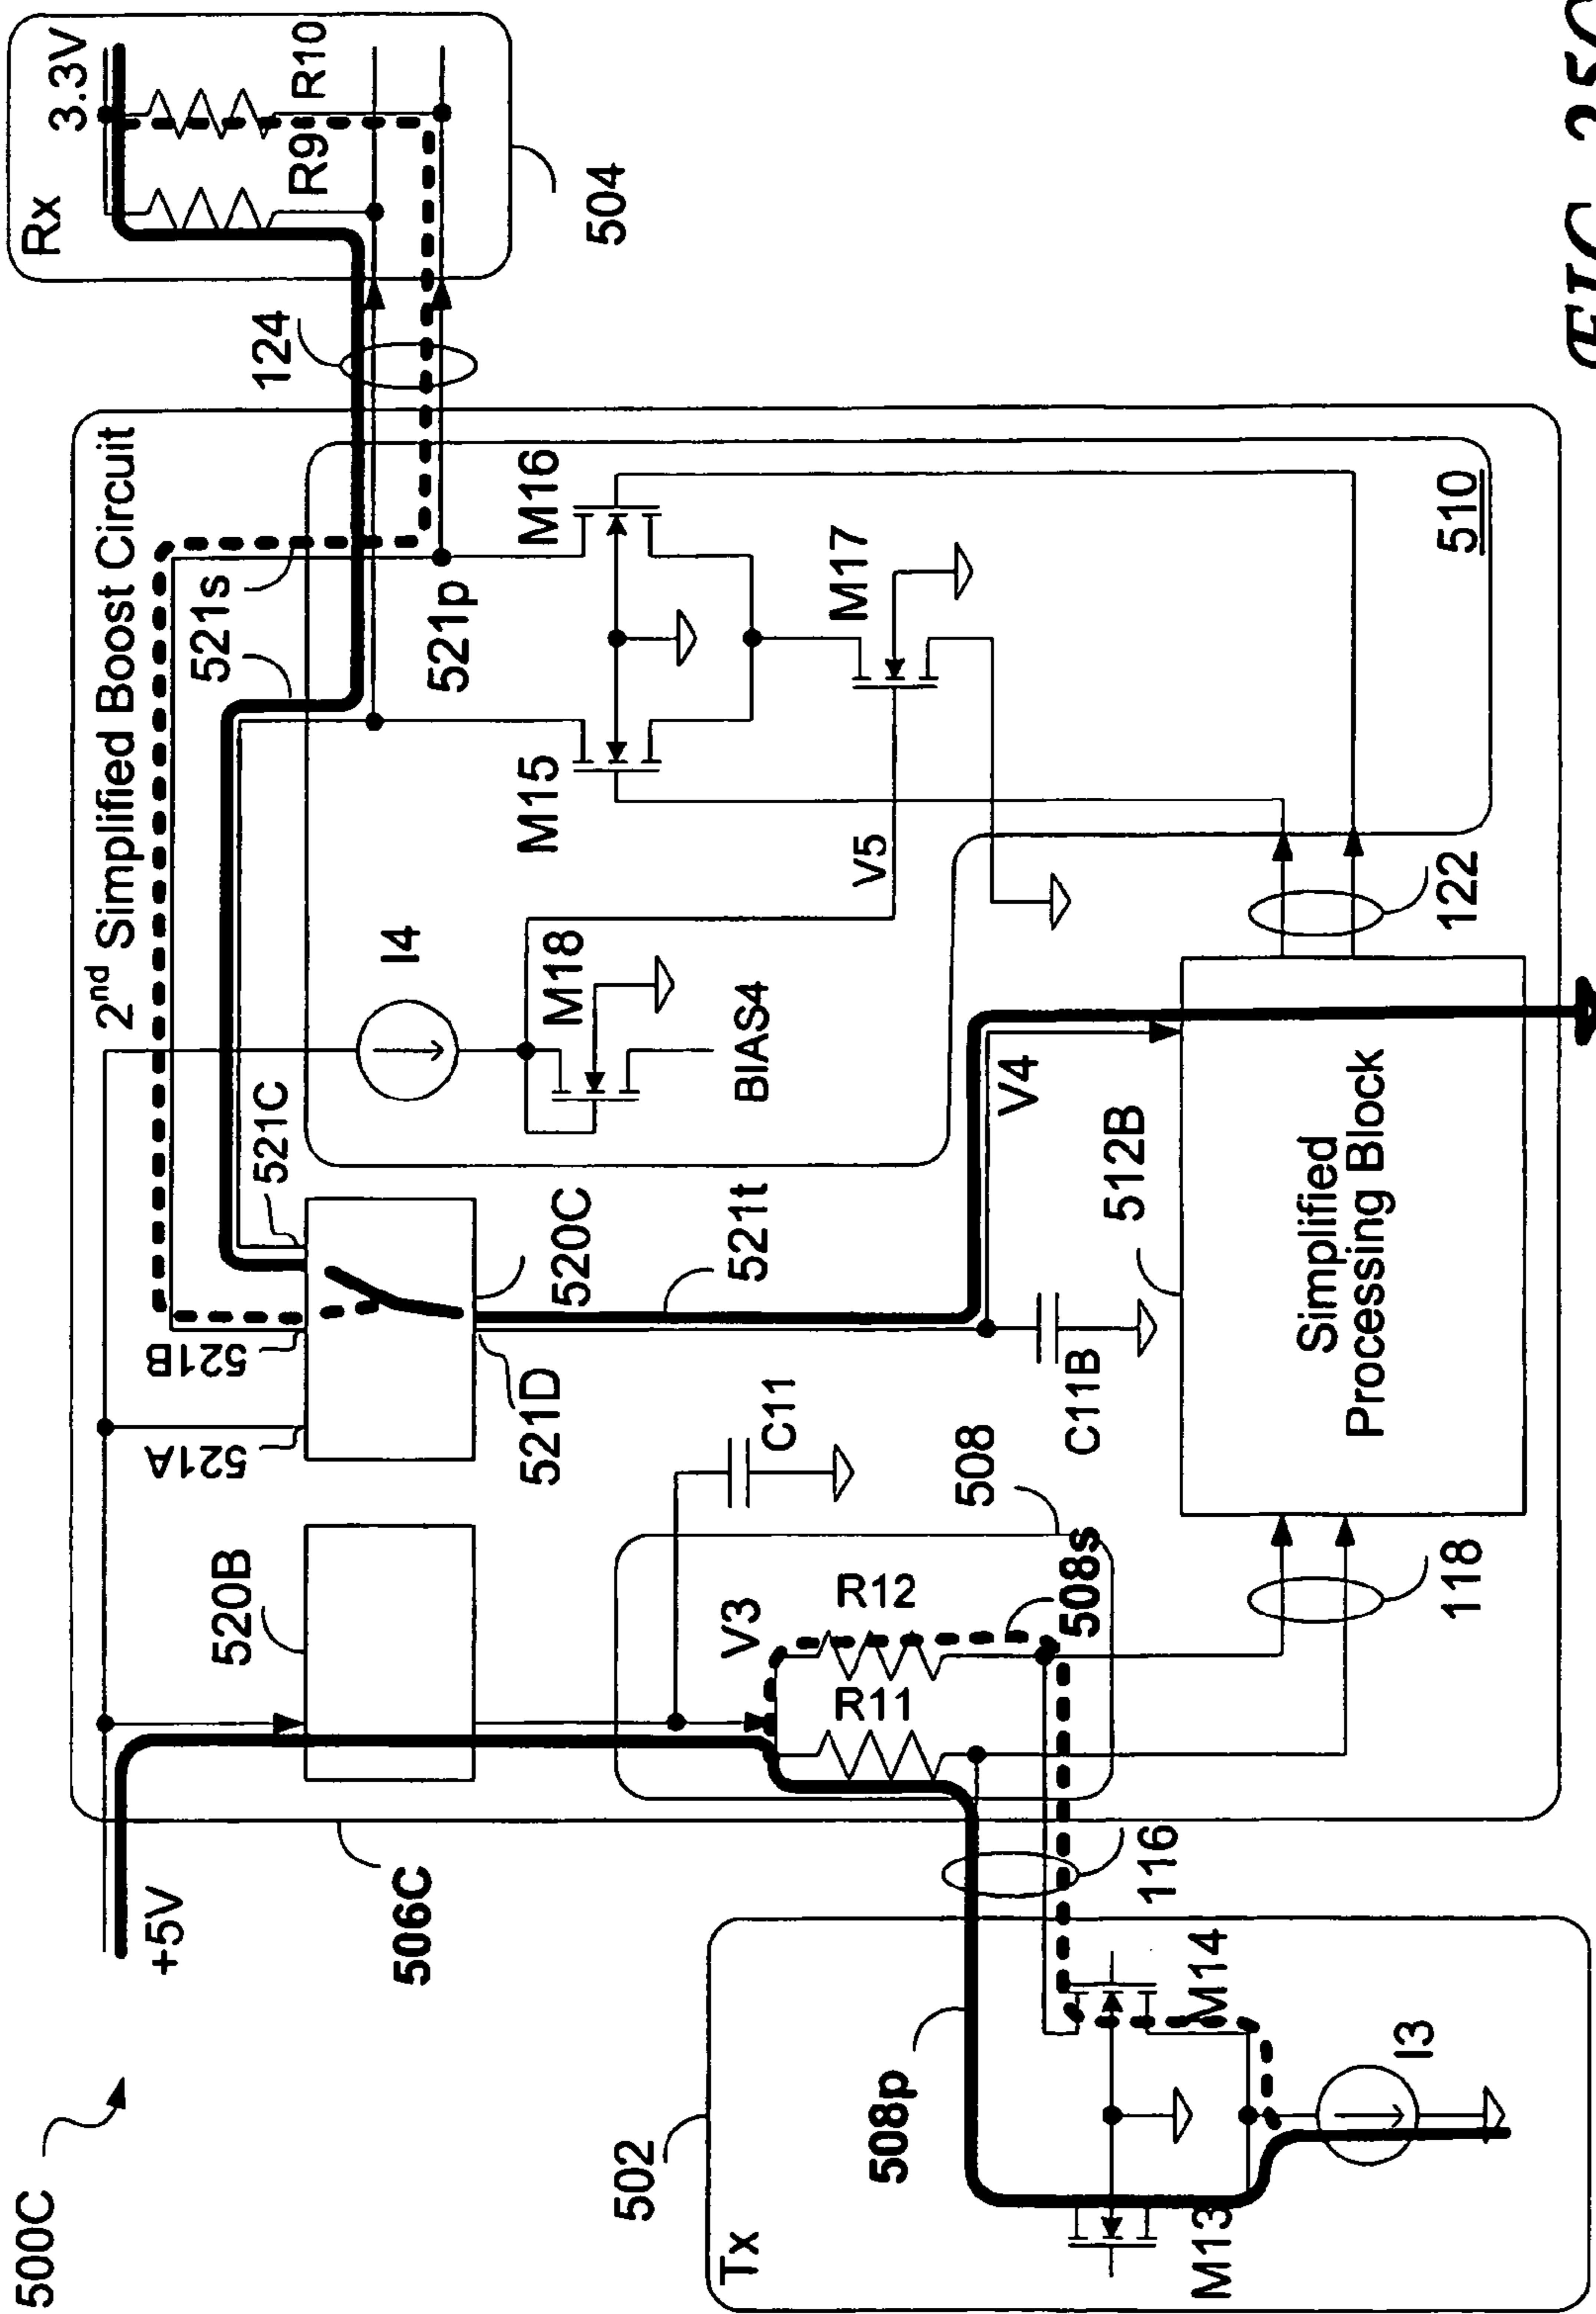 500C
+5V
506C
2nd Simplified Boost Circuit
520B
521A
521B
521C
521D
520C
521t
521s
521p
I4
M18
BIAS4
V5
M15
M16
M17
510
C11
V3
R12
R11
508
508s
508p
C11B
V4
512B
Simplified
Processing Block
118
122
116
124
Rx
3.3V
R9
R10
504
502
Tx
M13
M14
I3